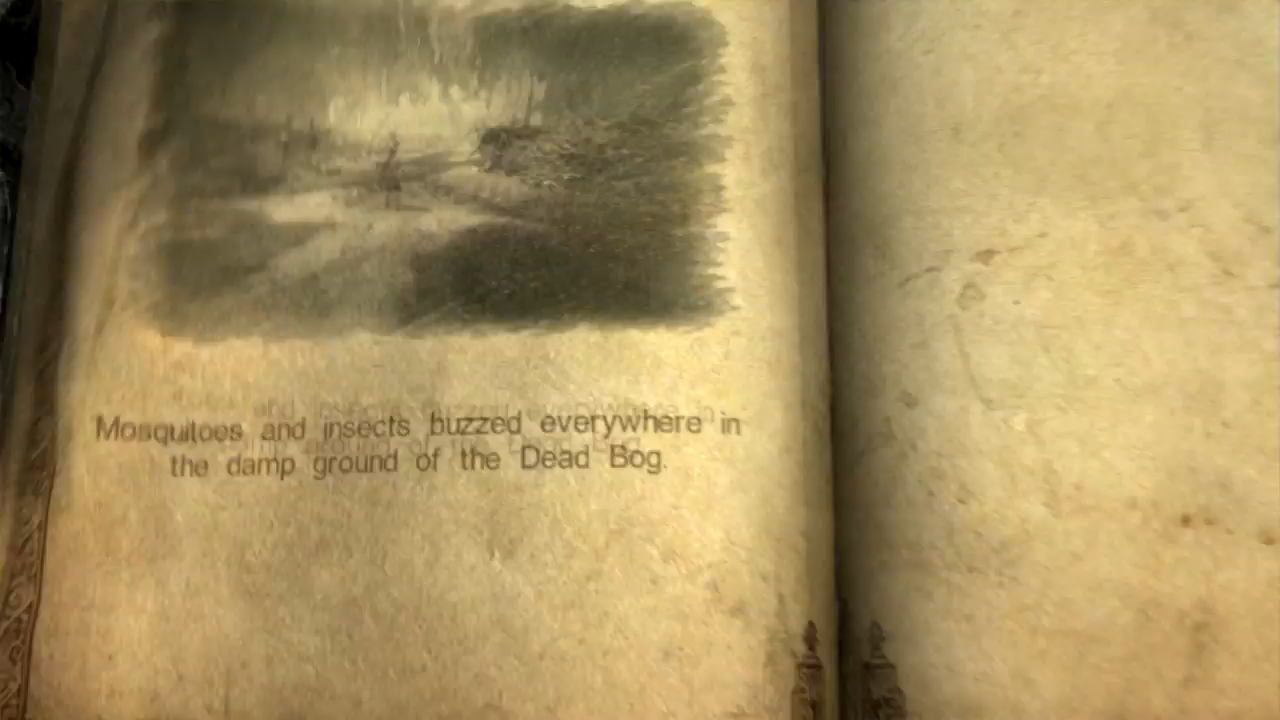 Mosquitoes and insects buzzed everywhere in
the damp ground of the Dead Bog.